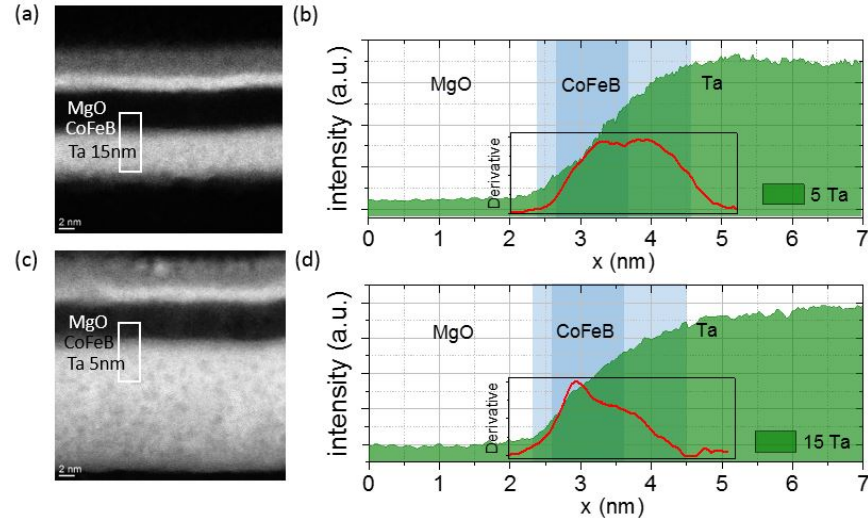 (a)
MgO
CoFeB
Ta 15nm
2 nm
(b)
intensity (a.u.)
MgO
CoFeB
Ta
Derivative
5 Ta
0 1 2 3 4 5 6 7
x (nm)
(c)
MgO
CoFeB
Ta 5nm
2 nm
(d)
intensity (a.u.)
MgO
CoFeB
Ta
Derivative
15 Ta
0 1 2 3 4 5 6 7
x (nm)